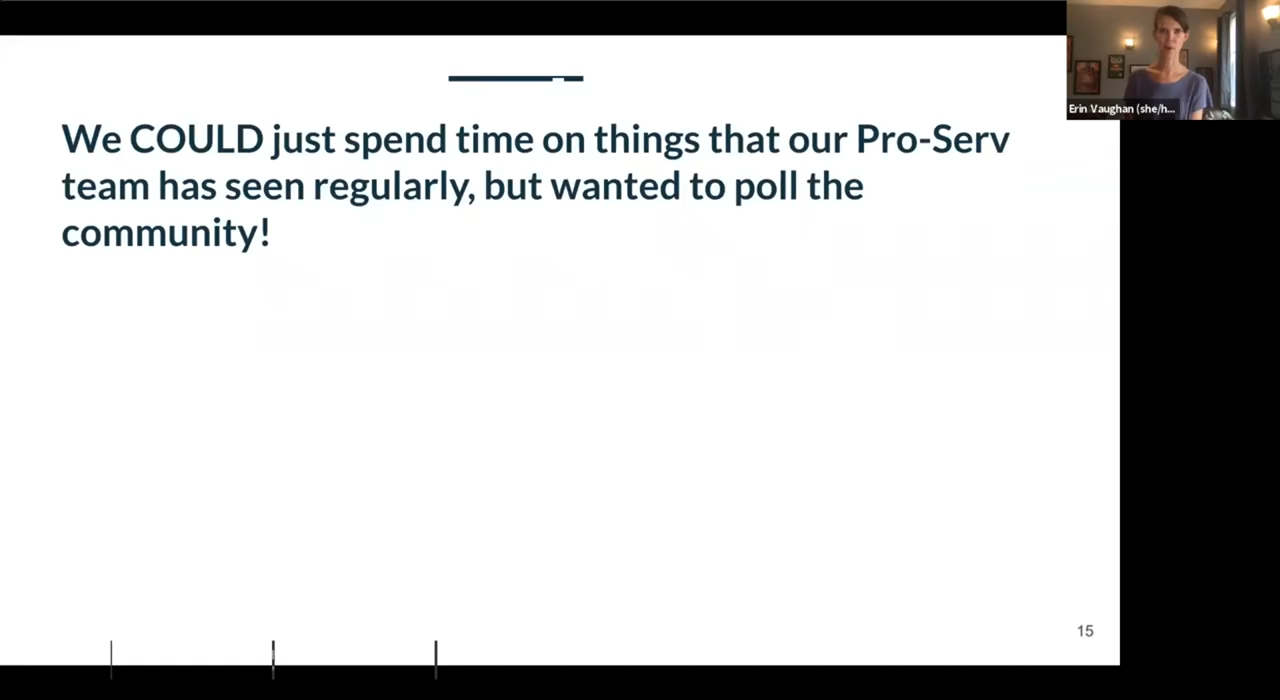 We COULD just spend time on things that our Pro-Serv
team has seen regularly, but wanted to poll the
community!
Erin Vaughan (she/h...
15